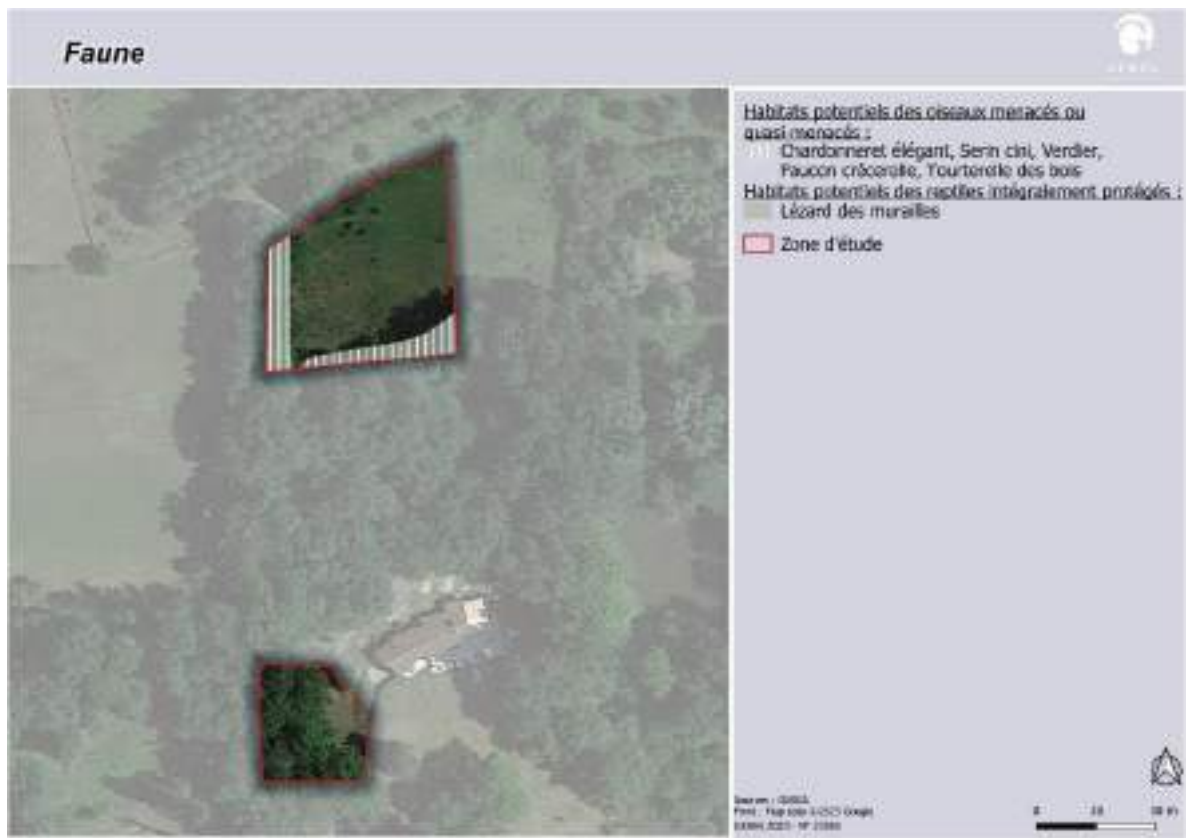 Faune
Habitats potentiels des oiseaux menacés ou
quasi menacés :
Chardonneret élégant, Serin cini, Verdier,
Faucon crécerelle, Tourterelle des bois
Habitats potentiels des reptiles intégralement protégés :
Lézard des murailles
Zone d'étude
0